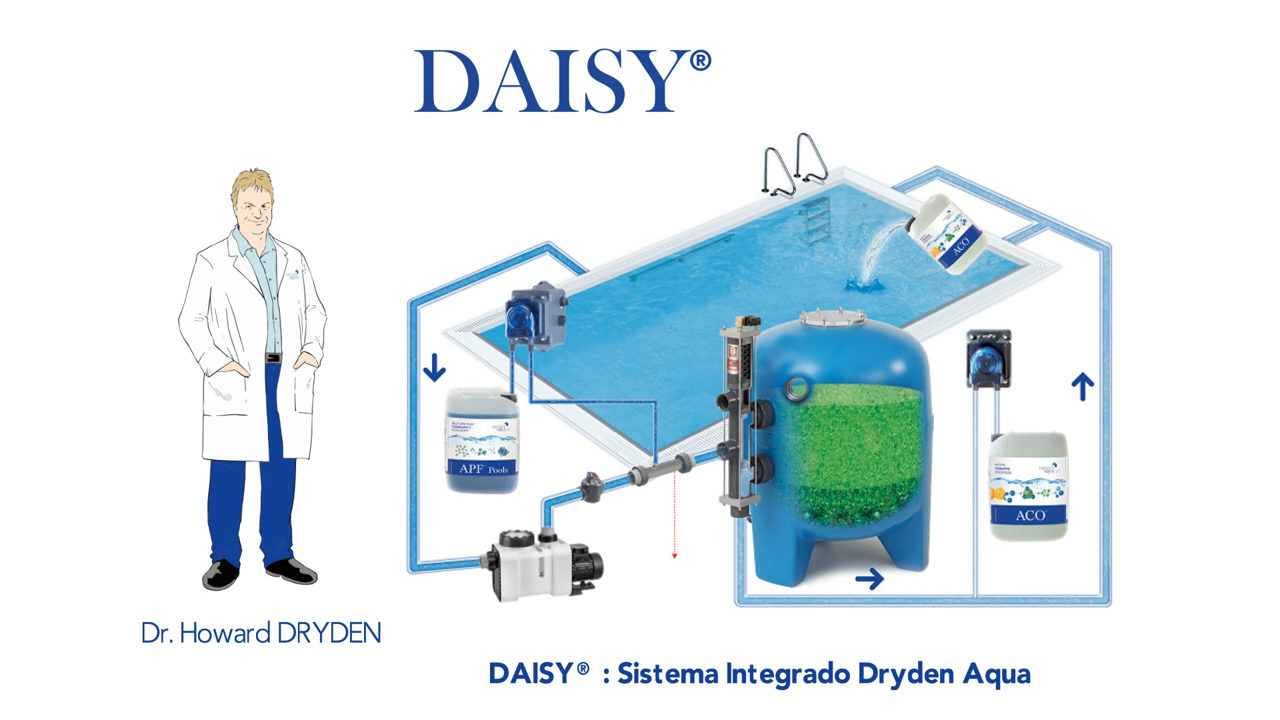 DAISY®
APF Pools
ACO
ACO
Dr. Howard DRYDEN
DAISY® : Sistema Integrado Dryden Aqua